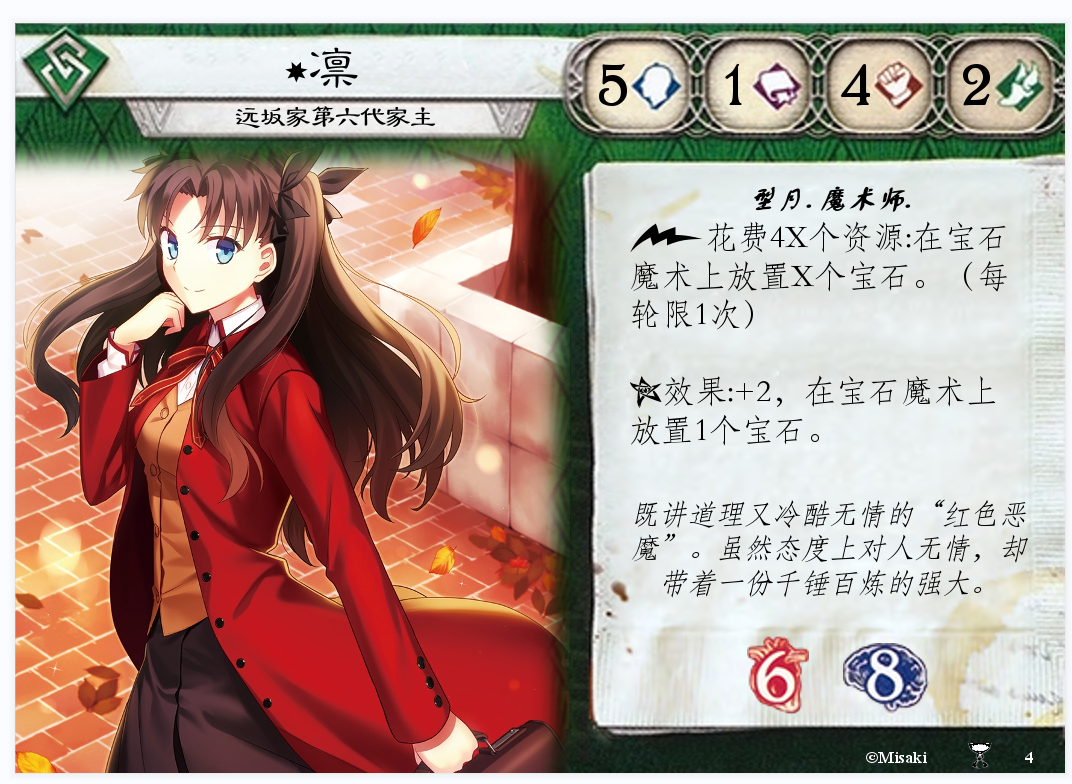 凛
远坂家第六代家主
5 1 4 2
型月.魔术师.
花费4X个资源:在宝石
魔术上放置X个宝石。（每
轮限1次）
效果:+2，在宝石魔术上
放置1个宝石。
既讲道理又冷酷无情的“红色恶
魔”。虽然态度上对人无情，却
带着一份千锤百炼的强大。
6 8
©Misaki 4